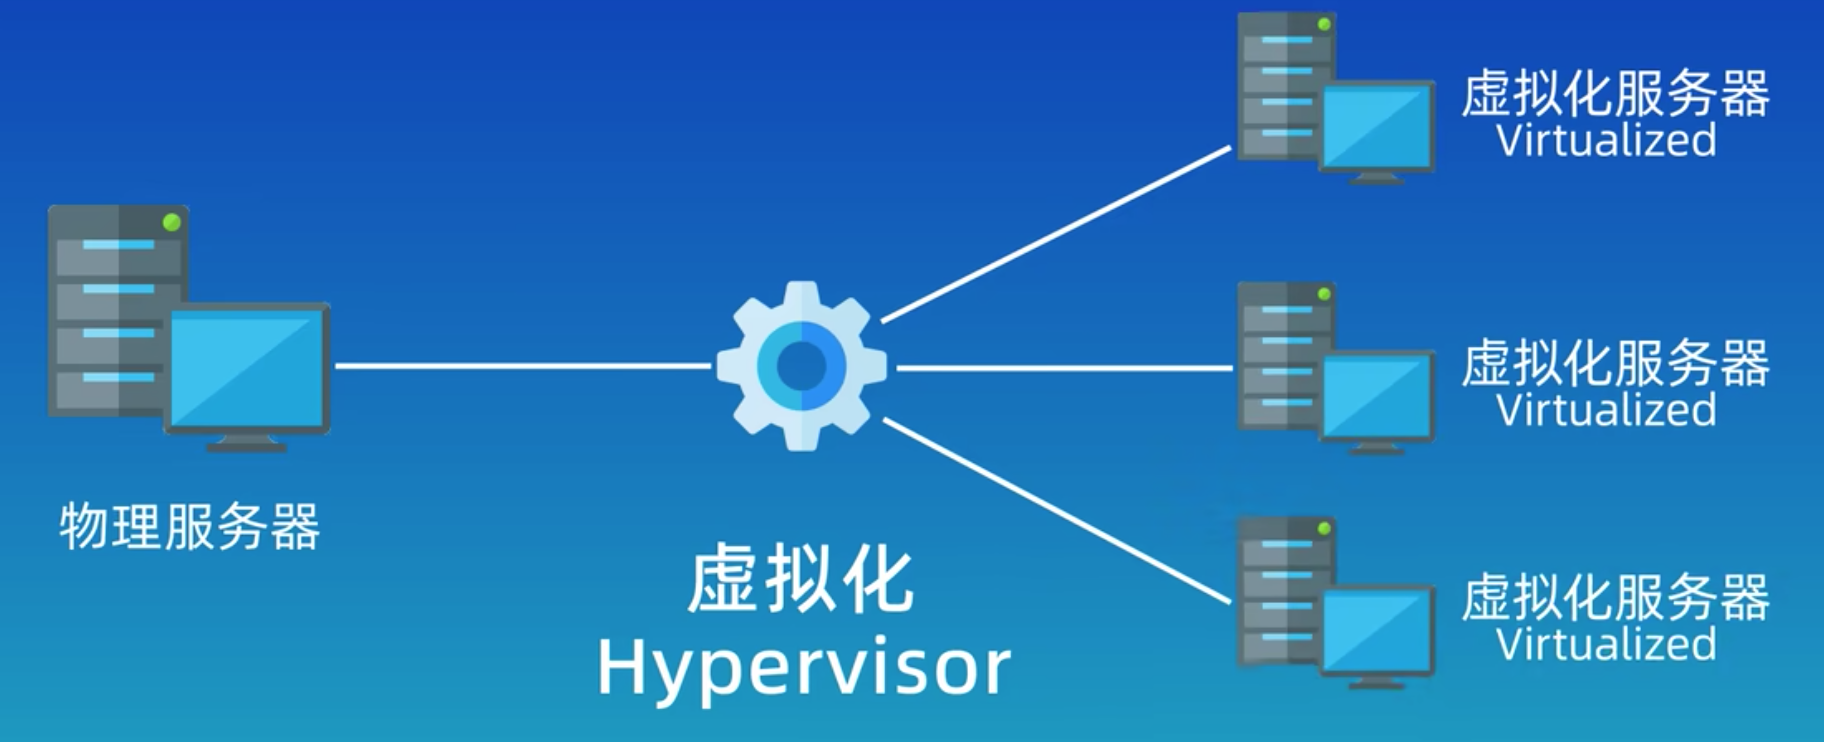 物理服务器
虚拟化
Hypervisor
虚拟化服务器
Virtualized
虚拟化服务器
Virtualized
虚拟化服务器
Virtualized